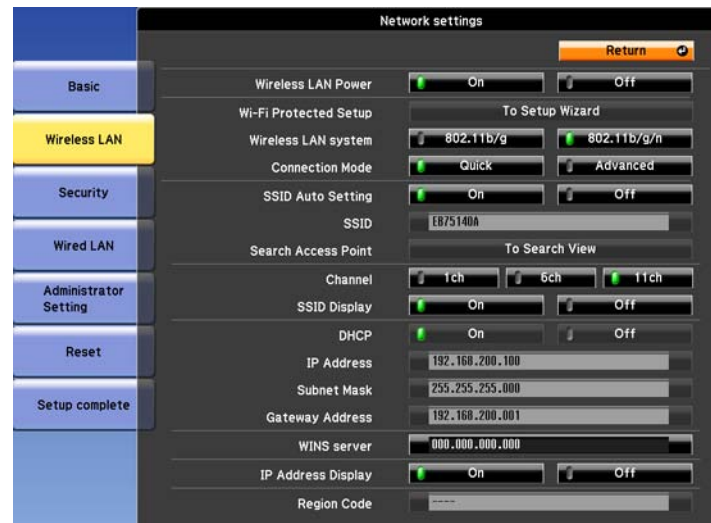 Network settings
Return
Basic
Wireless LAN
Security
Wired LAN
Administrator
Setting
Reset
Setup complete
Wireless LAN Power On Off
Wi-Fi Protected Setup To Setup Wizard
Wireless LAN system 802.11b/g 802.11b/g/n
Connection Mode Quick Advanced
SSID Auto Setting On Off
SSID EB75140A
Search Access Point To Search View
Channel 1ch 6ch 11ch
SSID Display On Off
DHCP On Off
IP Address 192.168.200.100
Subnet Mask 255.255.255.000
Gateway Address 192.168.200.001
WINS server 000.000.000.000
IP Address Display On Off
Region Code ----